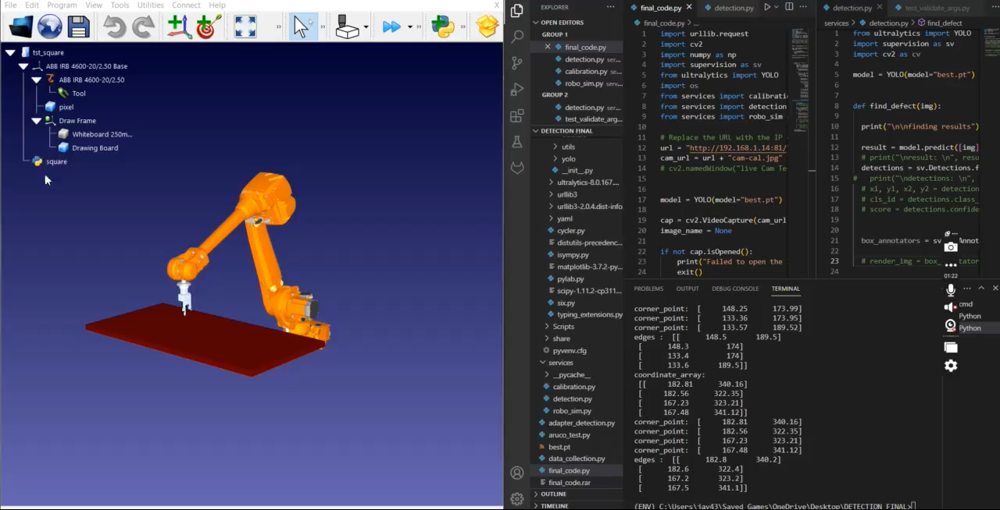 File Edit Program View Tools Utilities Connect Help X
tst_square
ABB IRB 4600-20/2.50 Base
ABB IRB 4600-20/2.50
Tool
pixel
Draw Frame
Whiteboard 250m...
Drawing Board
square
EXPLORER
OPEN EDITORS
GROUP 1
final_code.py
detection.py ser...
calibration.py se...
robo_sim.py serv...
GROUP 2
detection.py ser...
test_validate_arg...
DETECTION FINAL
utils
yolo
__init_.py
ultralytics-8.0.167....
urllib3
urllib3-2.0.4.dist-info
yaml
cycler.py
distutils-precedenc...
isympy.py
matplotlib-3.7.2-py...
pylab.py
scipy-1.11.2-cp311...
six.py
typing_extensions.py
Scripts
share
pyvenv.cfg
services
__pycache__
calibration.py
detection.py
robo_sim.py
adapter_detection.py
aruco_test.py
best.pt
data_collection.py
final_code.py
final_code.rar
OUTLINE
TIMELINE
final_code.py detection.py
final_code.py > ...
1 import urllib.request
2 import cv2
3 import numpy as np
4 import supervision as sv
5 from ultralytics import YOLO
6 import os
7 from services import calibrati
8 from services import detection
9 from services import robo_sim
10
11 # Replace the URL with the IP
12 url = "http://192.168.1.14:81/
13 cam_url = url + "cam-cal.jpg"
14 # cv2.namedWindow("live Cam Te
15
16
17 model = YOLO(model="best.pt")
18
19 cap = cv2.VideoCapture(cam_url
20 image_name = None
21
22 if not cap.isOpened():
23 print("Failed to open the
24 exit()
detection.py test_validate_args.py
services > detection.py > find_defect
1 from ultralytics import YOLO
2 import supervision as sv
3 import cv2 as cv
4
5 model = YOLO(model="best.pt")
6
7
8 def find_defect(img):
9
10 print("\n\nfinding results")
11
12 result = model.predict([img]
13 # print("\nresult: \n", resu
14 detections = sv.Detections.f
15 # print("\ndetections: \n",
16 # x1, y1, x2, y2 = detection
17 # cls_id = detections.class_
18 # score = detections.confide
19
20
21 box_annotators = sv
22
23 # render_img = box_
24
01:22
PROBLEMS OUTPUT DEBUG CONSOLE TERMINAL
cmd
Python
Python
corner_point: [ 148.25 173.99]
corner_point: [ 133.36 173.95]
corner_point: [ 133.57 189.52]
edges : [[ 148.5 189.5]
[ 148.3 174]
[ 133.4 174]
[ 133.6 189.5]]
coordinate_array:
[[ 182.81 340.16]
[ 182.56 322.35]
[ 167.23 323.21]
[ 167.48 341.12]]
corner_point: [ 182.81 340.16]
corner_point: [ 182.56 322.35]
corner_point: [ 167.23 323.21]
corner_point: [ 167.48 341.12]
edges : [[ 182.8 340.2]
[ 182.6 322.4]
[ 167.2 323.2]
[ 167.5 341.1]]
(ENV) C:\Users\jay43\Saved Games\OneDrive\Desktop\DETECTION FINAL>